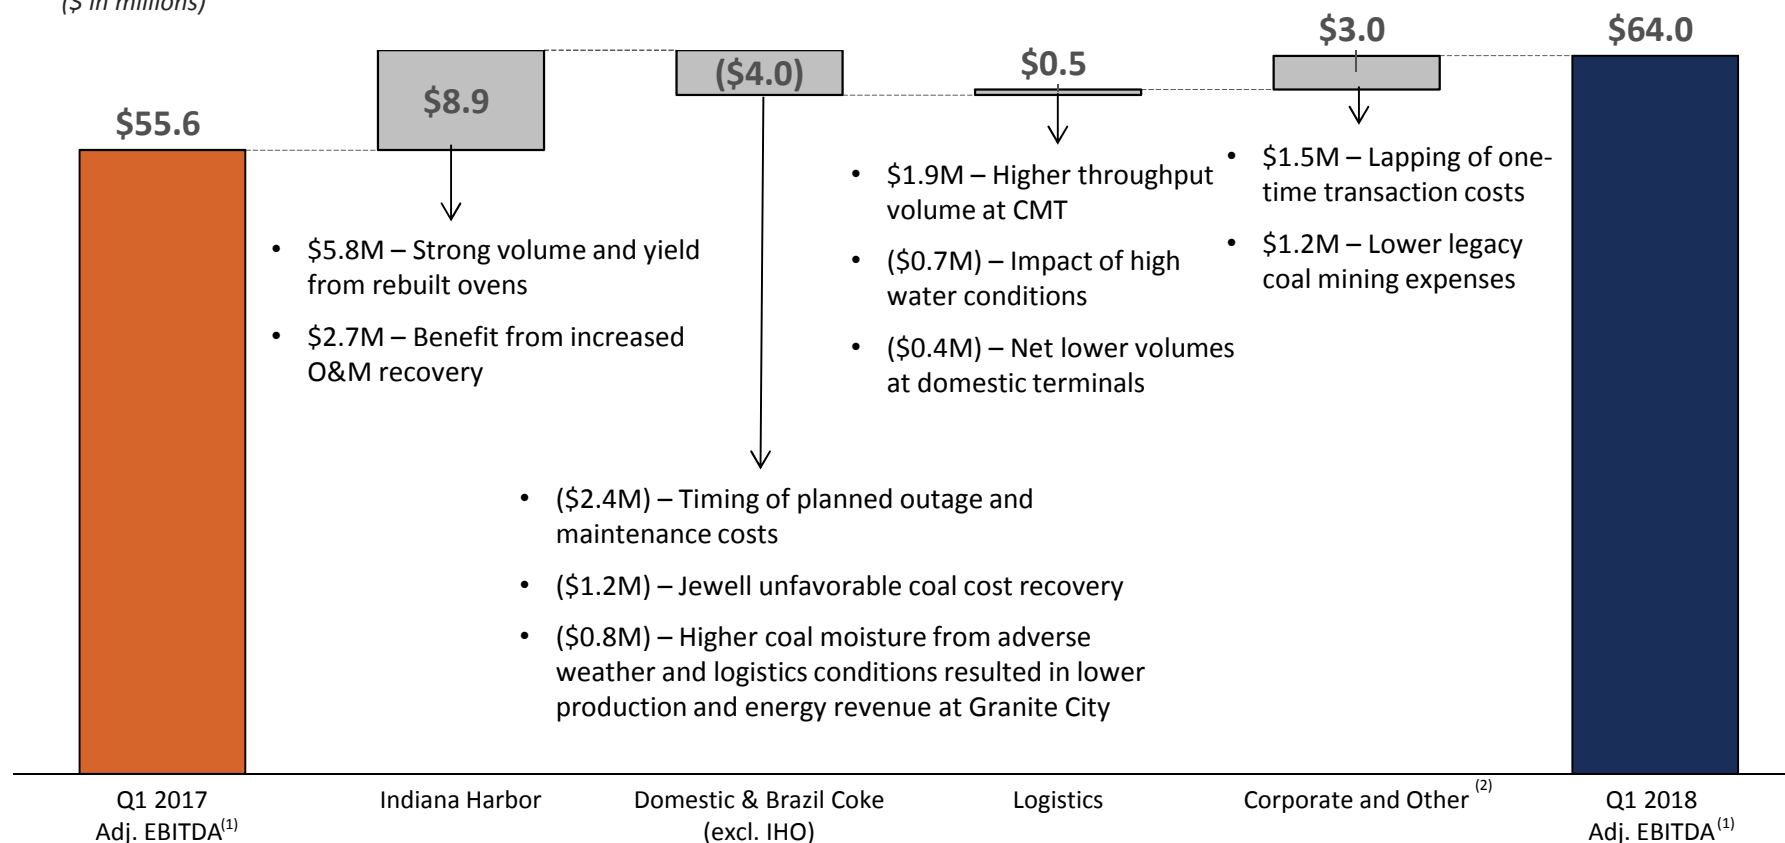 ($ in millions)
$55.6
$8.9
($4.0)
$0.5
$3.0
$64.0
• $5.8M – Strong volume and yield
from rebuilt ovens
• $2.7M – Benefit from increased
O&M recovery
• ($2.4M) – Timing of planned outage and
maintenance costs
• ($1.2M) – Jewell unfavorable coal cost recovery
• ($0.8M) – Higher coal moisture from adverse
weather and logistics conditions resulted in lower
production and energy revenue at Granite City
• $1.9M – Higher throughput
volume at CMT
• ($0.7M) – Impact of high
water conditions
• ($0.4M) – Net lower volumes
at domestic terminals
• $1.5M – Lapping of one-
time transaction costs
• $1.2M – Lower legacy
coal mining expenses
Q1 2017
Adj. EBITDA(1)
Indiana Harbor
Domestic & Brazil Coke
(excl. IHO)
Logistics
Corporate and Other (2)
Q1 2018
Adj. EBITDA(1)